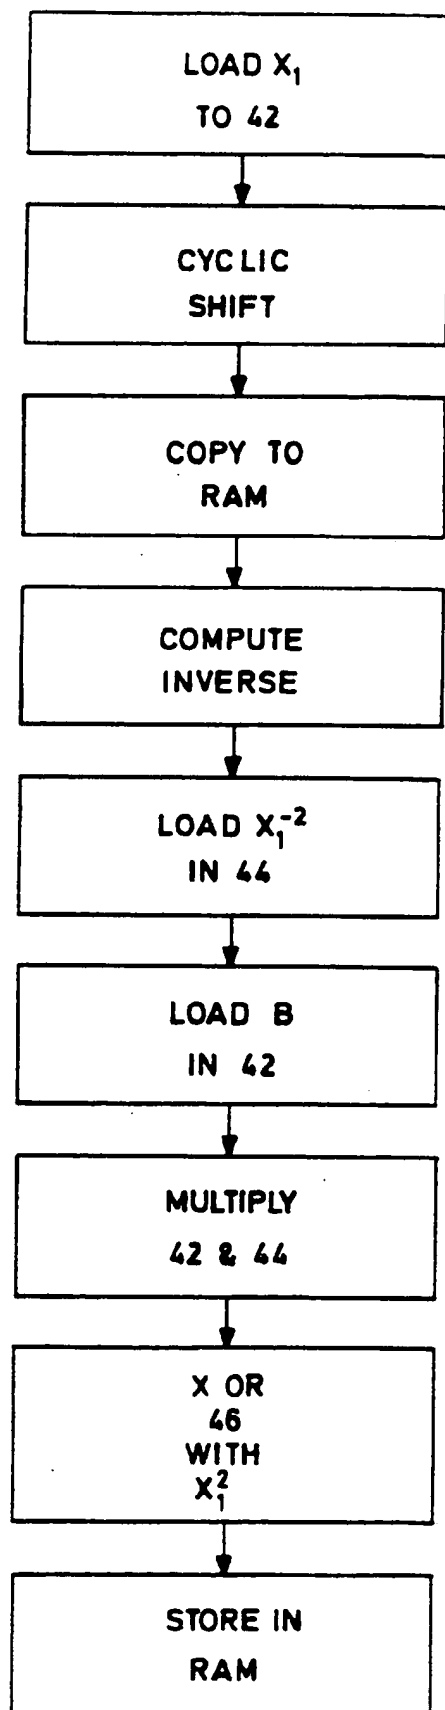 LOAD X₁
TO 42
CYCLIC
SHIFT
COPY TO
RAM
COMPUTE
INVERSE
LOAD X₁⁻²
IN 44
LOAD B
IN 42
MULTIPLY
42 & 44
X OR
46
WITH
X₁²
STORE IN
RAM